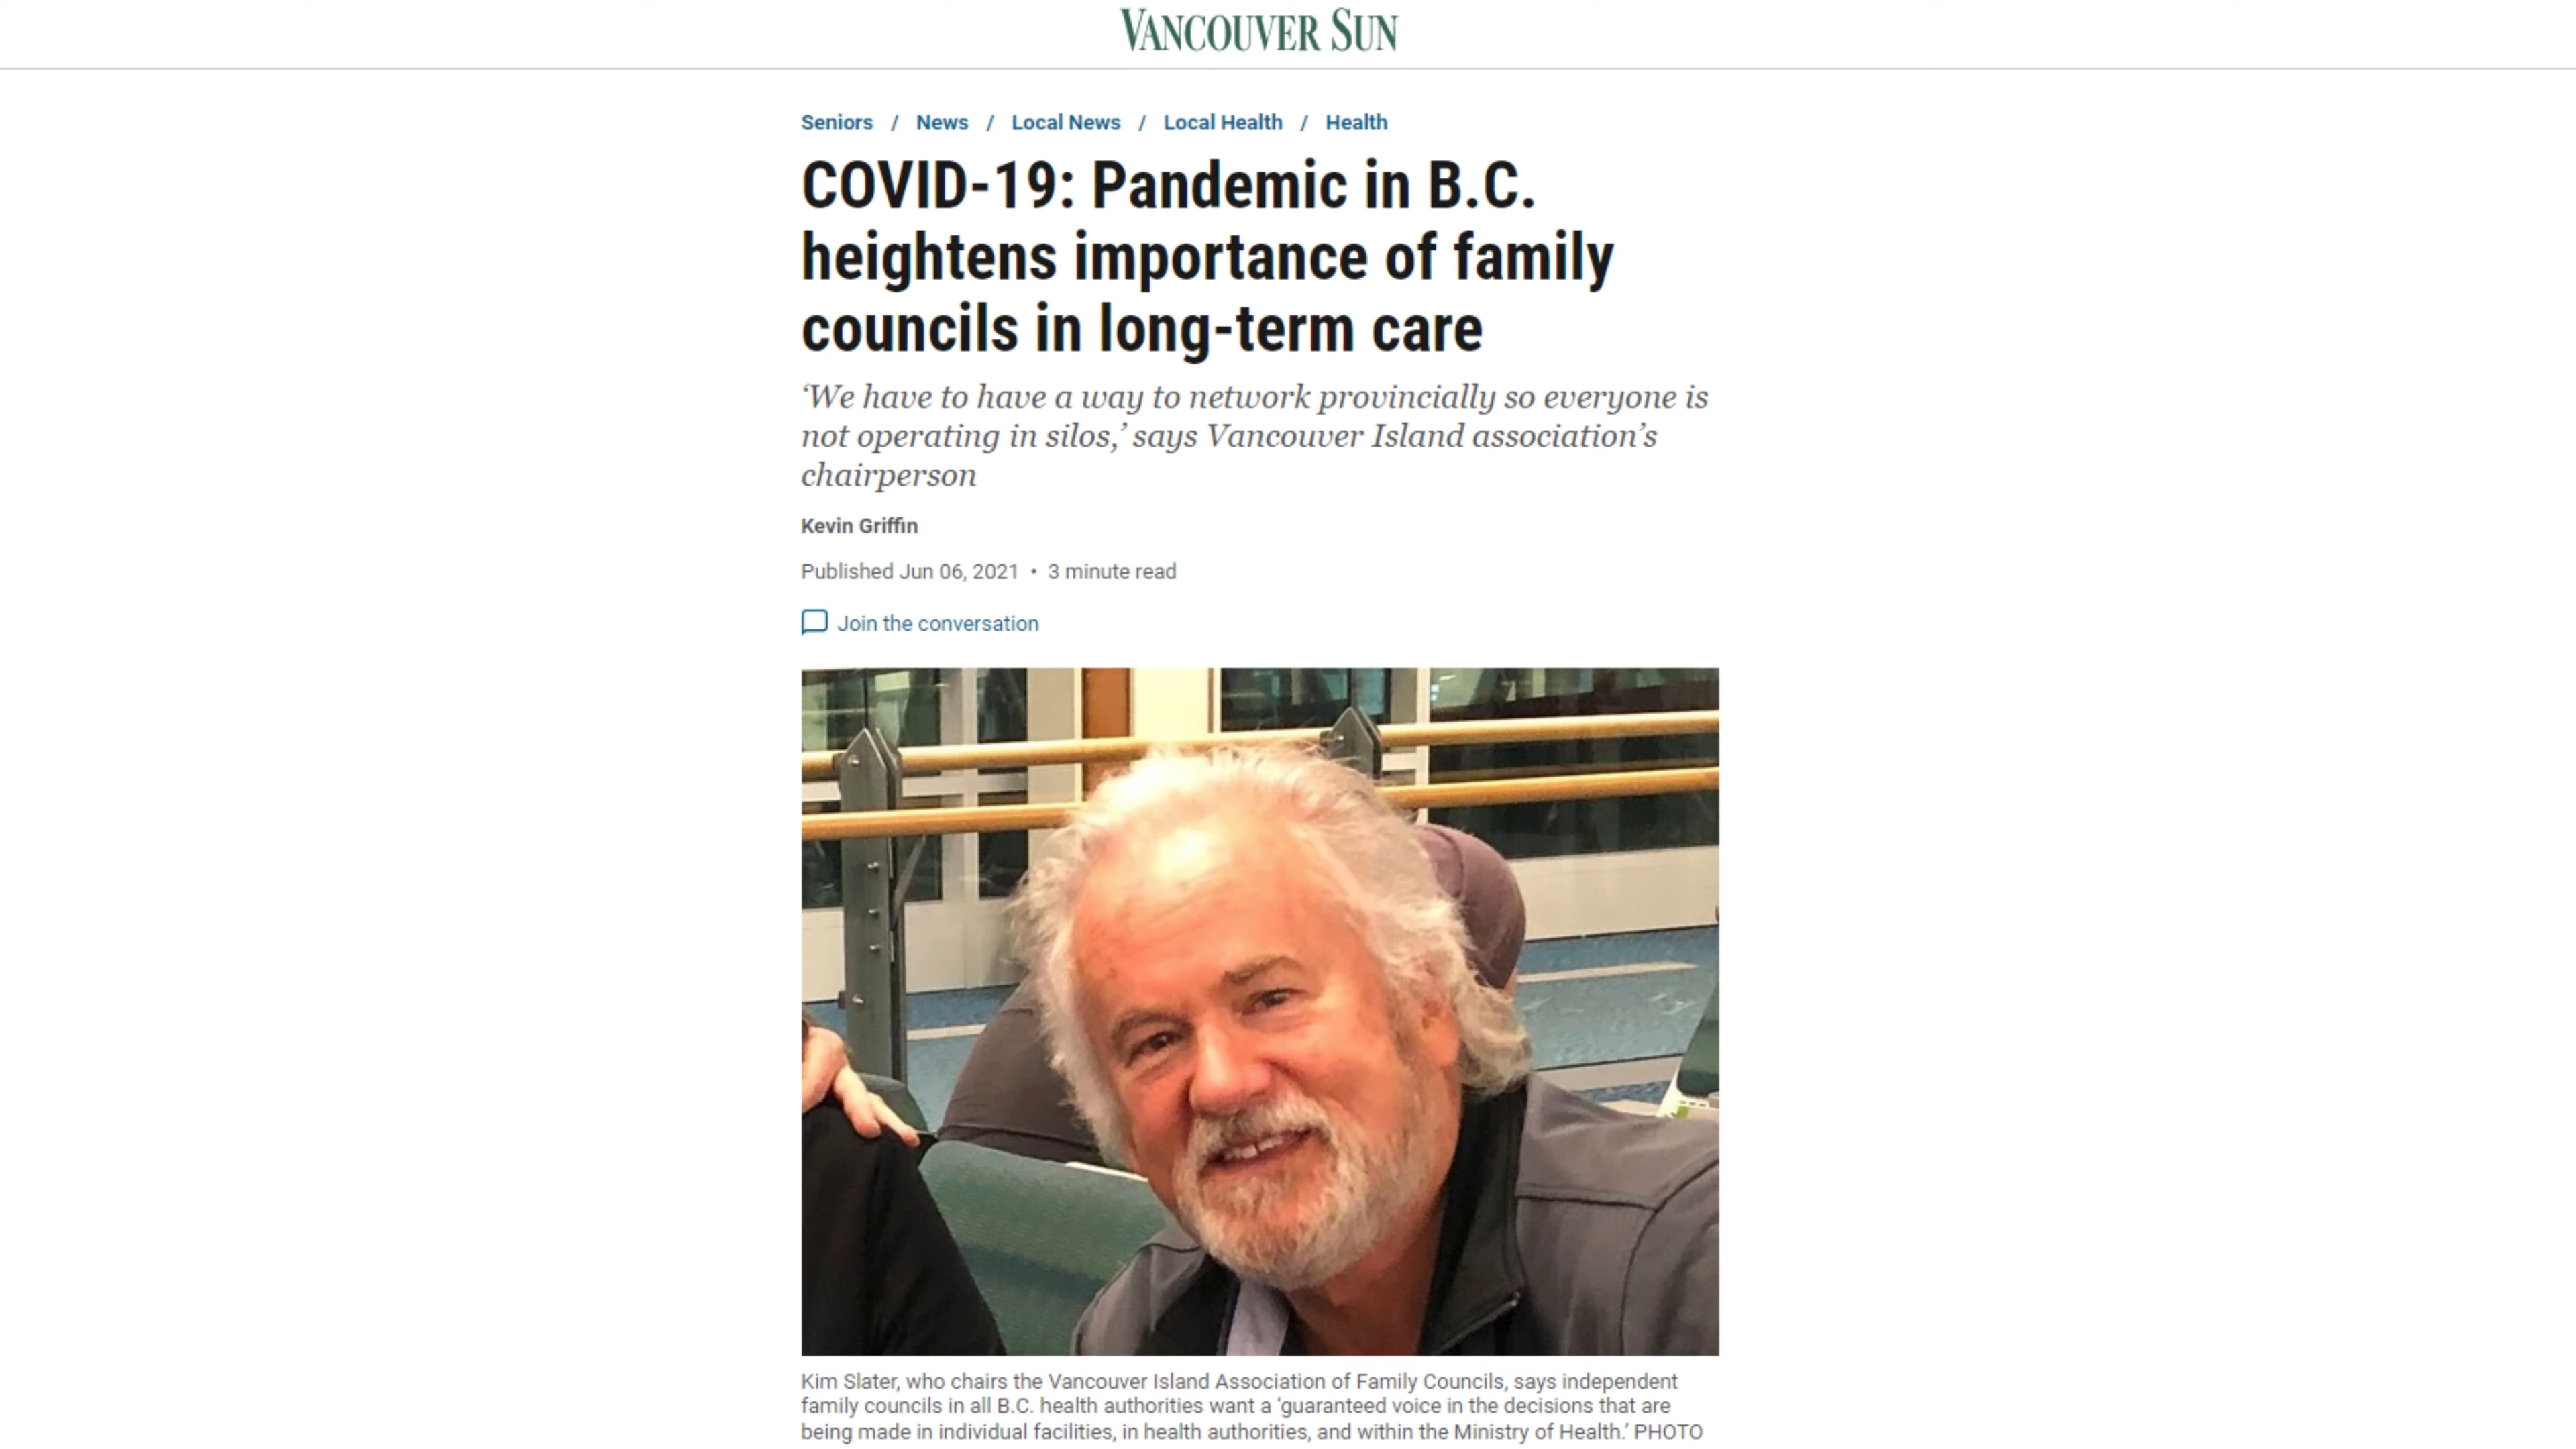 VANCOUVER SUN
Seniors / News / Local News / Local Health / Health
COVID-19: Pandemic in B.C.
heightens importance of family
councils in long-term care
‘We have to have a way to network provincially so everyone is
not operating in silos,’ says Vancouver Island association’s
chairperson
Kevin Griffin
Published Jun 06, 2021 • 3 minute read
Join the conversation
Kim Slater, who chairs the Vancouver Island Association of Family Councils, says independent
family councils in all B.C. health authorities want a ‘guaranteed voice in the decisions that are
being made in individual facilities, in health authorities, and within the Ministry of Health.’ PHOTO